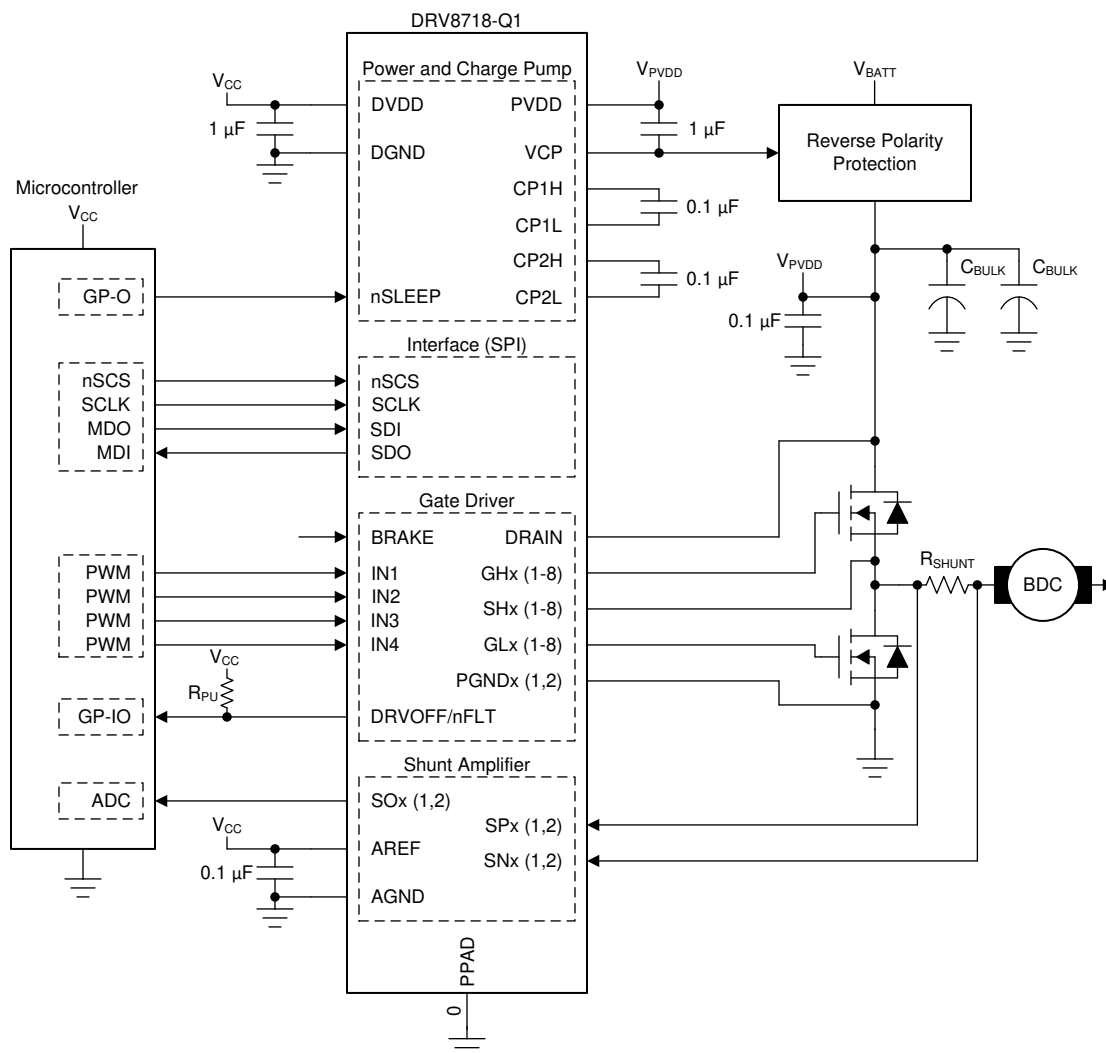 DRV8718-Q1
Power and Charge Pump
V_CC
DVDD
1 µF
DGND
PVDD
V_PVDD
1 µF
VCP
CP1H
0.1 µF
CP1L
CP2H
0.1 µF
CP2L
nSLEEP
V_BATT
Reverse Polarity
Protection
V_PVDD
0.1 µF
C_BULK
C_BULK
Microcontroller
V_CC
GP-O
Interface (SPI)
nSCS
SCLK
MDO
MDI
nSCS
SCLK
SDI
SDO
Gate Driver
BRAKE
DRAIN
PWM
PWM
PWM
PWM
IN1
IN2
IN3
IN4
GHx (1-8)
SHx (1-8)
GLx (1-8)
PGNDx (1,2)
R_SHUNT
BDC
V_CC
R_PU
GP-IO
DRVOFF/nFLT
Shunt Amplifier
ADC
SOx (1,2)
SPx (1,2)
SNx (1,2)
V_CC
0.1 µF
AREF
AGND
PPAD
0